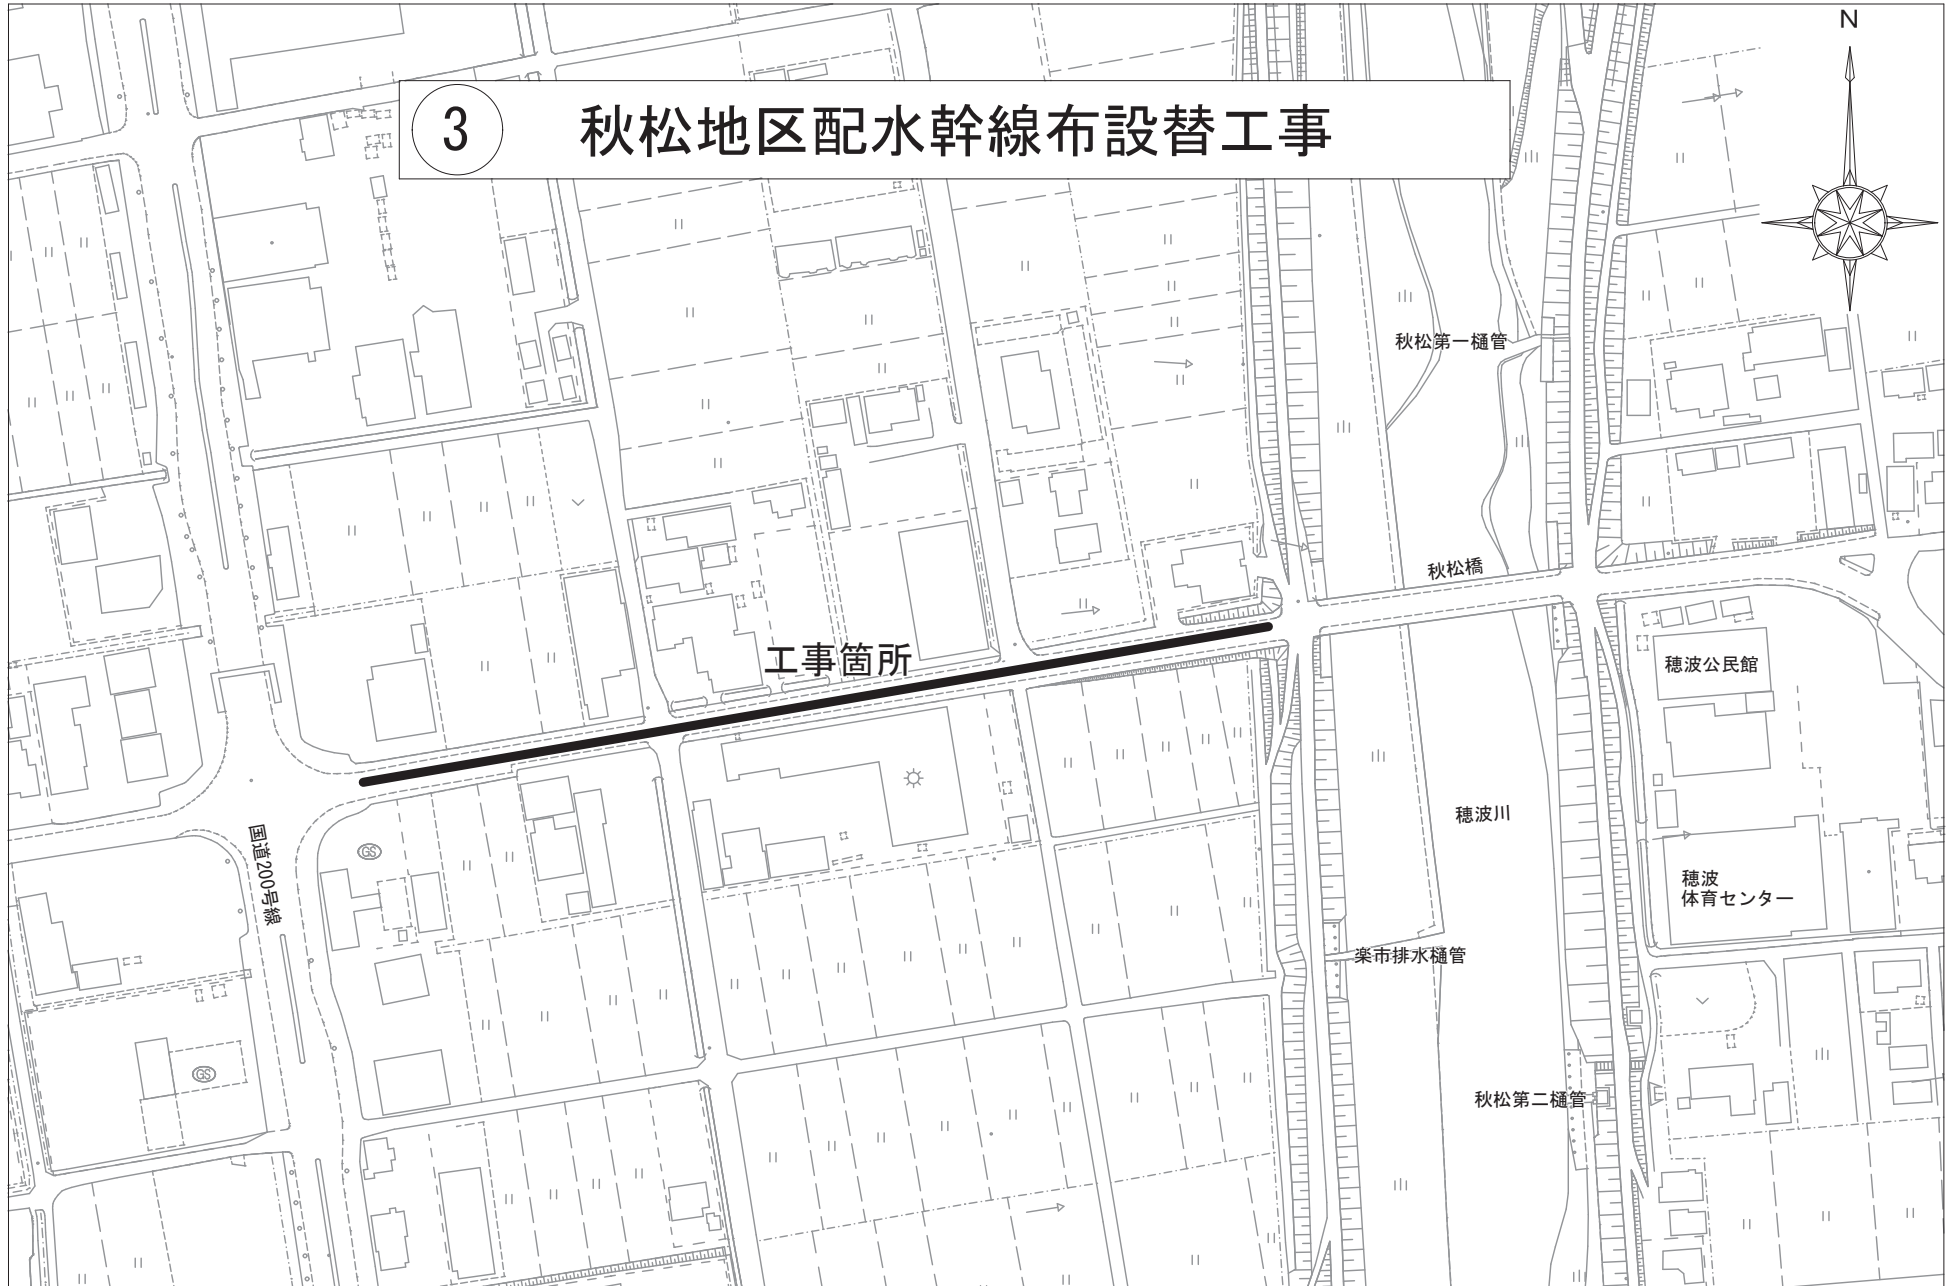 N
3 秋松地区配水幹線布設替工事
秋松第一樋管
秋松橋
工事箇所
穂波公民館
穂波川
国道200号線
GS
穂波
体育センター
楽市排水樋管
GS
秋松第二樋管